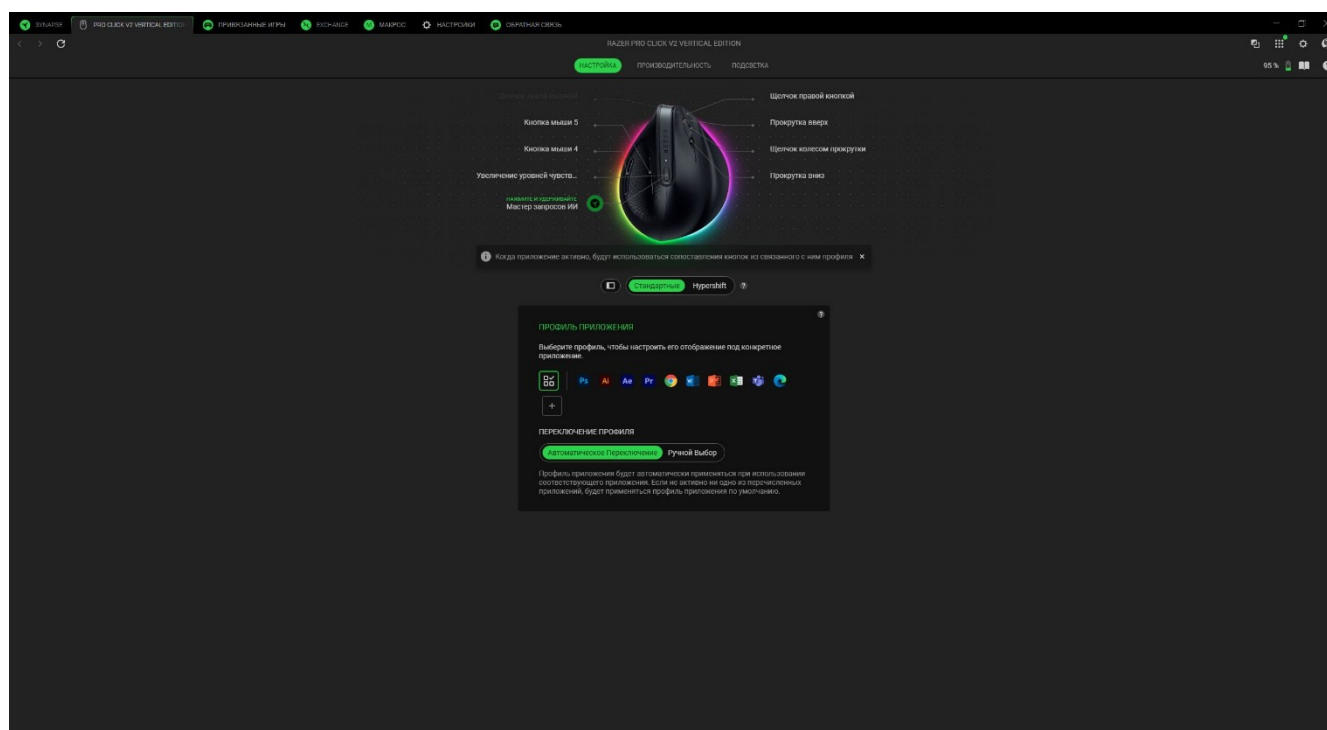 SYNAPSE
PRO CLICK V2 VERTICAL EDITION
ПРИВЯЗАННЫЕ ИГРЫ
EXCHANGE
МАКРОС
НАСТРОЙКИ
ОБРАТНАЯ СВЯЗЬ
RAZER PRO CLICK V2 VERTICAL EDITION
НАСТРОЙКА ПРОИЗВОДИТЕЛЬНОСТЬ ПОДСВЕТКА
95 %
Щелчок левой кнопкой
Щелчок правой кнопкой
Кнопка мыши 5
Прокрутка вверх
Кнопка мыши 4
Щелчок колесом прокрутки
Увеличение уровней чувств...
Прокрутка вниз
НАЖМИТЕ И УДЕРЖИВАЙТЕ
Мастер запросов ИИ
Когда приложение активно, будут использоваться сопоставления кнопок из связанного с ним профиля ×
Стандартные Hypershift ?
?
ПРОФИЛЬ ПРИЛОЖЕНИЯ
Выберите профиль, чтобы настроить его отображение под конкретное
приложение.
Ps Ai Ae Pr
+
ПЕРЕКЛЮЧЕНИЕ ПРОФИЛЯ
Автоматическое Переключение Ручной Выбор
Профиль приложения будет автоматически применяться при использовании
соответствующего приложения. Если не активно ни одно из перечисленных
приложений, будет применяться профиль приложения по умолчанию.